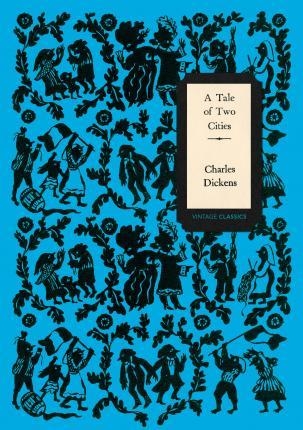 A Tale
of Two
Cities
Charles
Dickens
VINTAGE CLASSICS